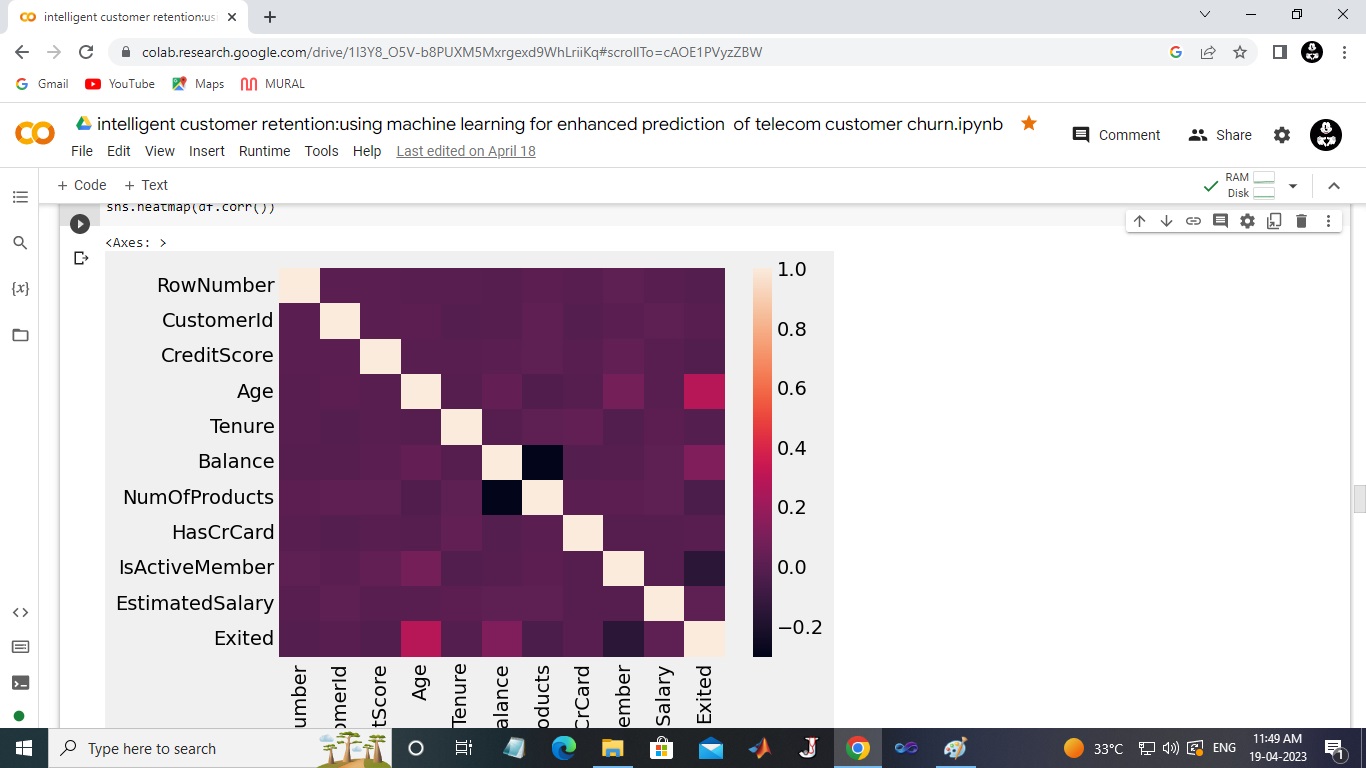 intelligent customer retention:us
colab.research.google.com/drive/1I3Y8_O5V-b8PUXM5Mxrgexd9WhLriiKq#scrollTo=cAOE1PVyzZBW
Gmail YouTube Maps MURAL
intelligent customer retention:using machine learning for enhanced prediction of telecom customer churn.ipynb
Comment Share
File Edit View Insert Runtime Tools Help Last edited on April 18
+ Code + Text
RAM
Disk
sns.heatmap(df.corr())
<Axes: >
RowNumber
CustomerId
CreditScore
Age
Tenure
Balance
NumOfProducts
HasCrCard
IsActiveMember
EstimatedSalary
Exited
1.0
0.8
0.6
0.4
0.2
0.0
−0.2
umber
omerId
tScore
Age
Tenure
alance
oducts
CrCard
ember
Salary
Exited
Type here to search
33°C ENG
11:49 AM
19-04-2023
1